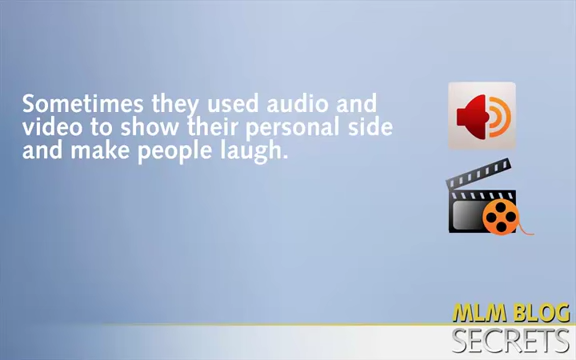 Sometimes they used audio and
video to show their personal side
and make people laugh.
MLM BLOG
SECRETS